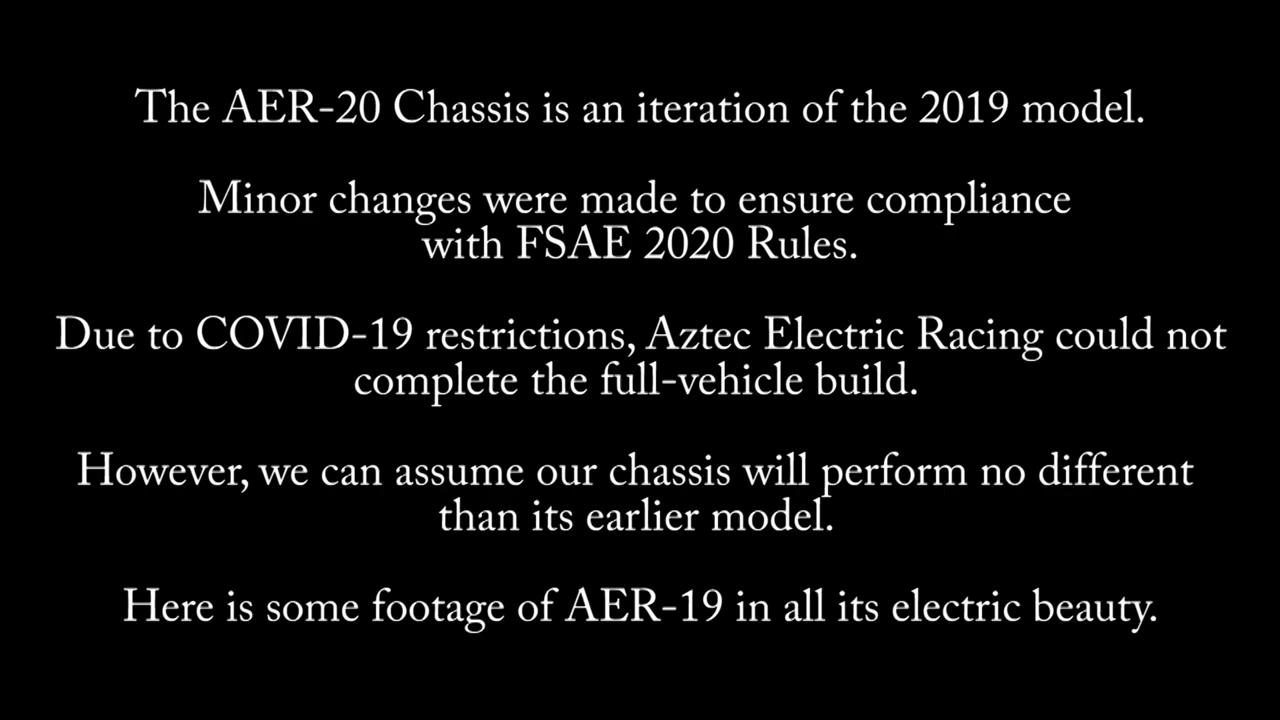 The AER-20 Chassis is an iteration of the 2019 model.
Minor changes were made to ensure compliance
with FSAE 2020 Rules.
Due to COVID-19 restrictions, Aztec Electric Racing could not
complete the full-vehicle build.
However, we can assume our chassis will perform no different
than its earlier model.
Here is some footage of AER-19 in all its electric beauty.